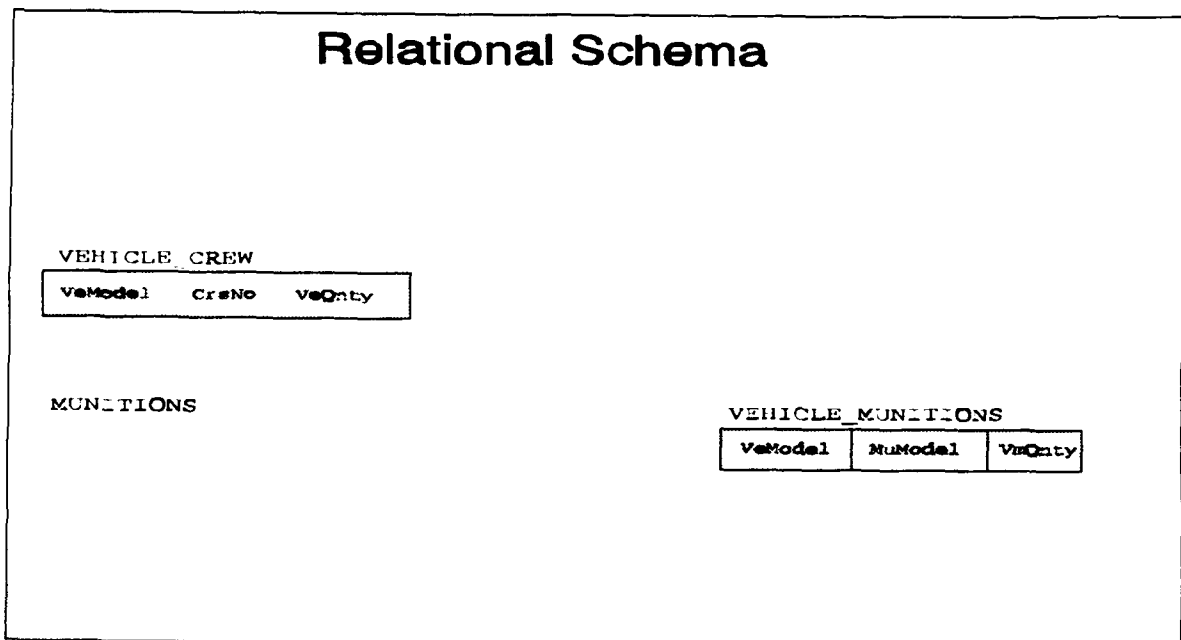 Relational Schema
VEHICLE_CREW
VeModel CrsNo VeQnty
MUNITIONS
VEHICLE_MUNITIONS
VeModel MuModel VmQnty